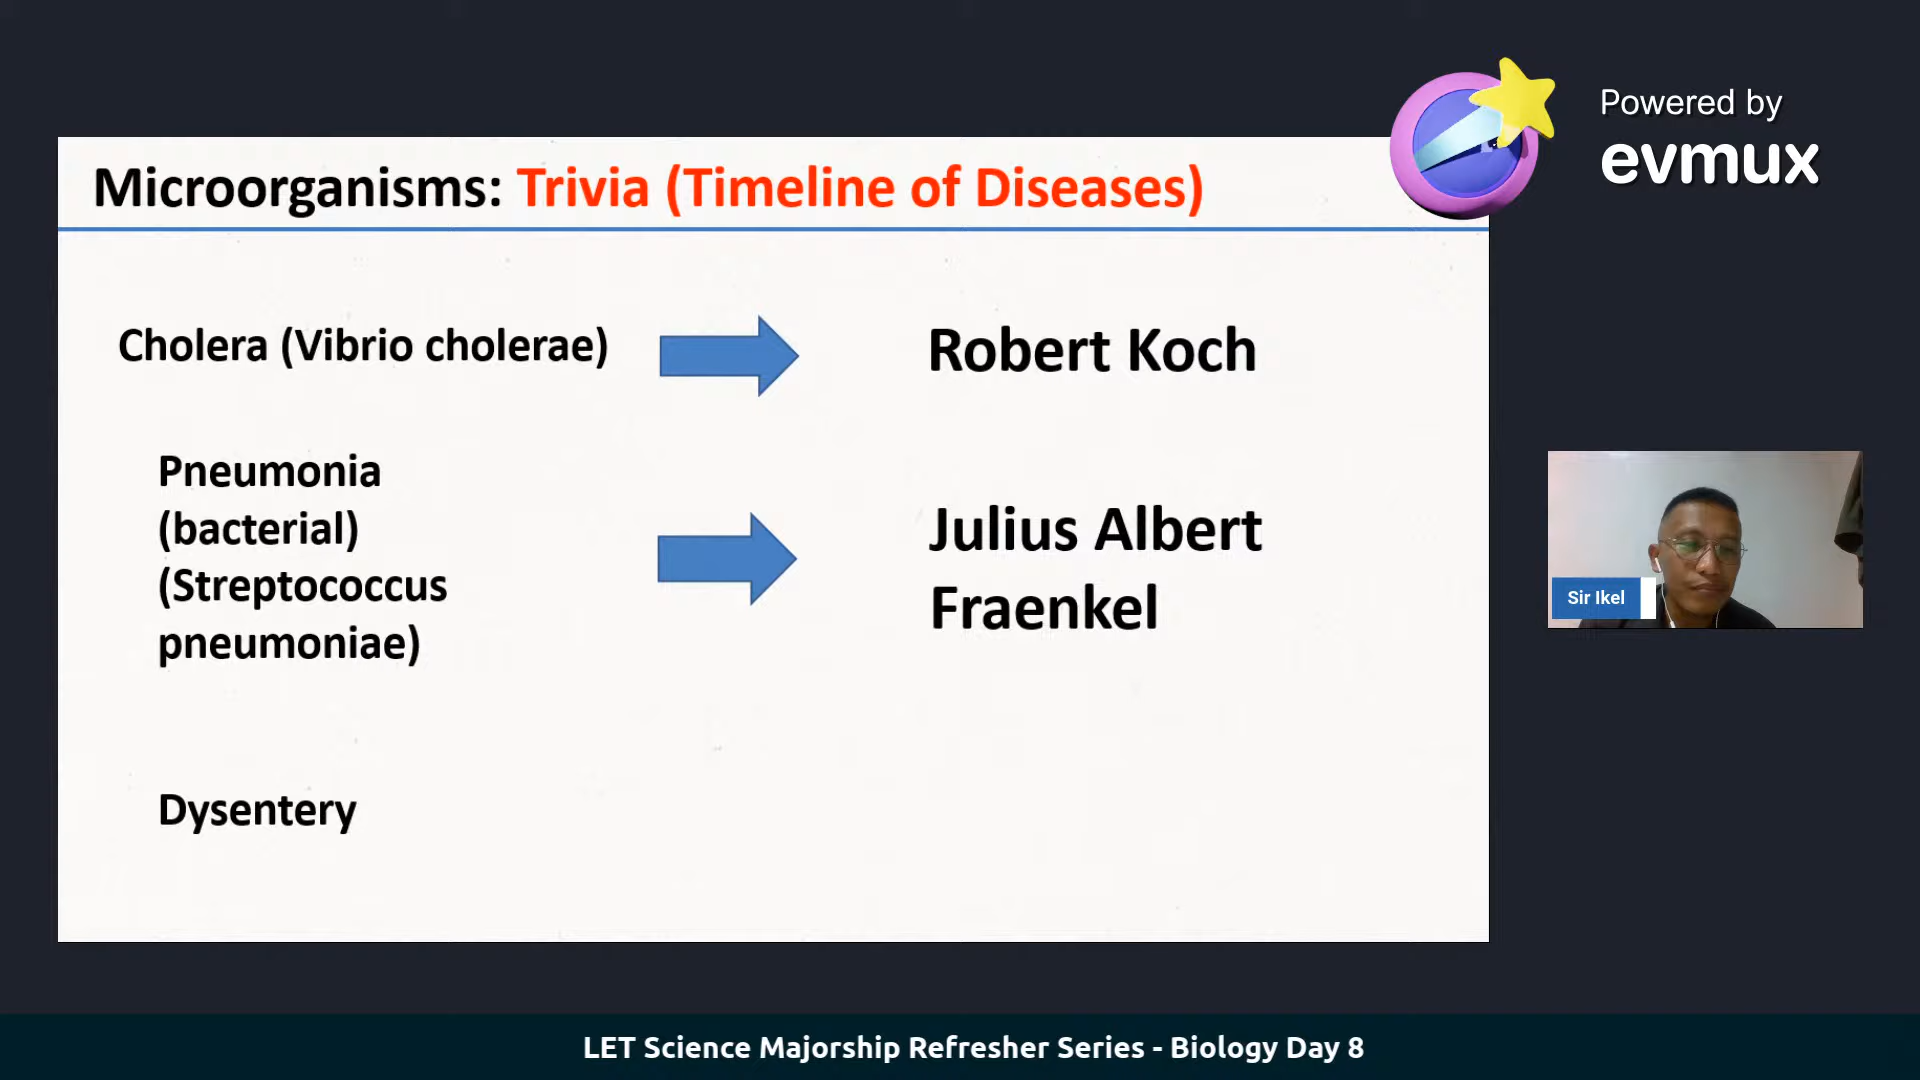 Powered by
evmux
Microorganisms: Trivia (Timeline of Diseases)
Cholera (Vibrio cholerae)
Robert Koch
Pneumonia
(bacterial)
(Streptococcus
pneumoniae)
Julius Albert
Fraenkel
Dysentery
Sir Ikel
LET Science Majorship Refresher Series - Biology Day 8